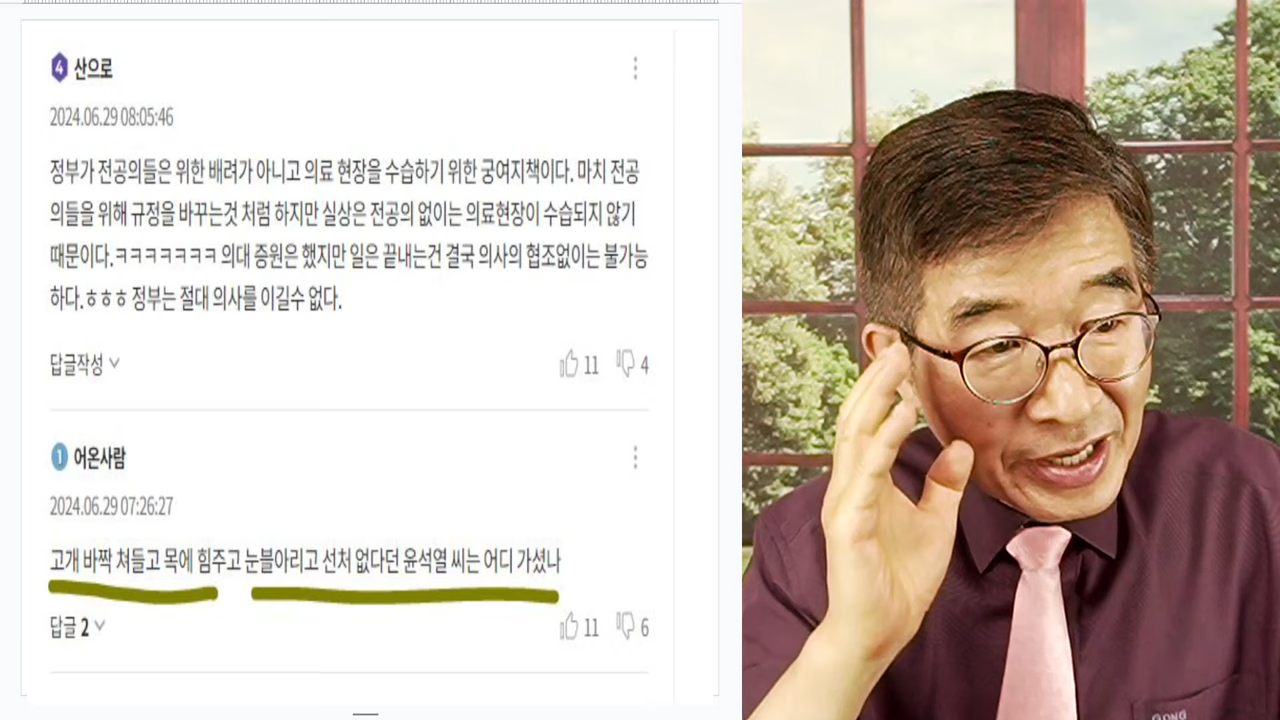 4 산으로
2024.06.29 08:05:46
정부가 전공의들은 위한 배려가 아니고 의료 현장을 수습하기 위한 궁여지책이다. 마치 전공
의들을 위해 규정을 바꾸는것 처럼 하지만 실상은 전공의 없이는 의료현장이 수습되지 않기
때문이다.ㅋㅋㅋㅋㅋㅋㅋ 의대 증원은 했지만 일은 끝내는건 결국 의사의 협조없이는 불가능
하다.ㅎㅎㅎ 정부는 절대 의사를 이길수 없다.
답글작성 11 4
1 어온사람
2024.06.29 07:26:27
고개 바짝 쳐들고 목에 힘주고 눈블아리고 선처 없다던 윤석열 씨는 어디 가셨나
답글 2 11 6